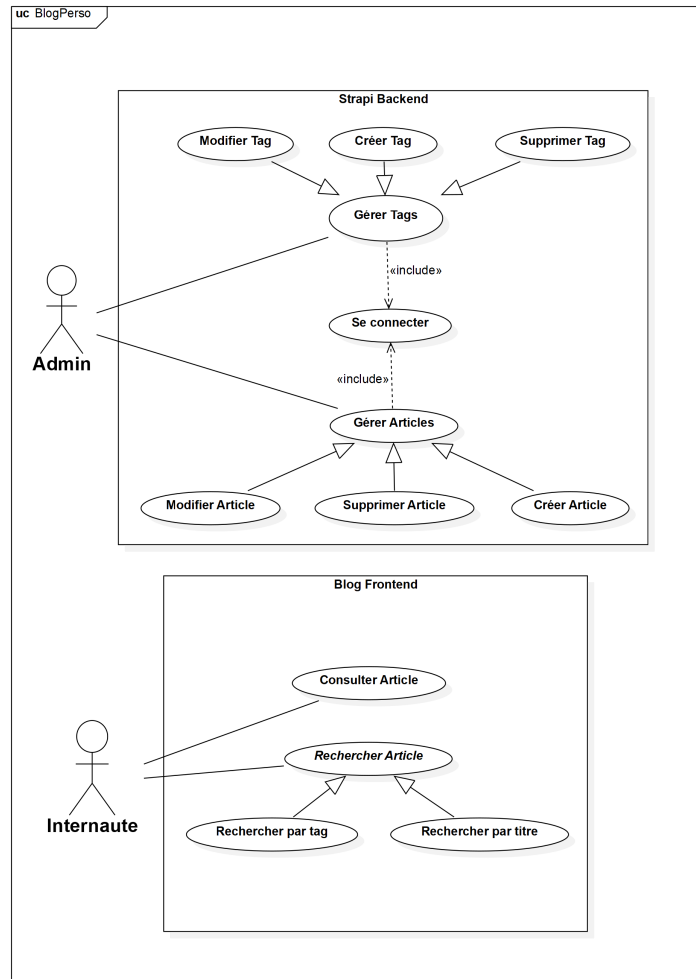 uc BlogPerso
Strapi Backend
Modifier Tag
Créer Tag
Supprimer Tag
Gérer Tags
«include»
Se connecter
Admin
«include»
Gérer Articles
Modifier Article
Supprimer Article
Créer Article
Blog Frontend
Consulter Article
Rechercher Article
Internaute
Rechercher par tag
Rechercher par titre